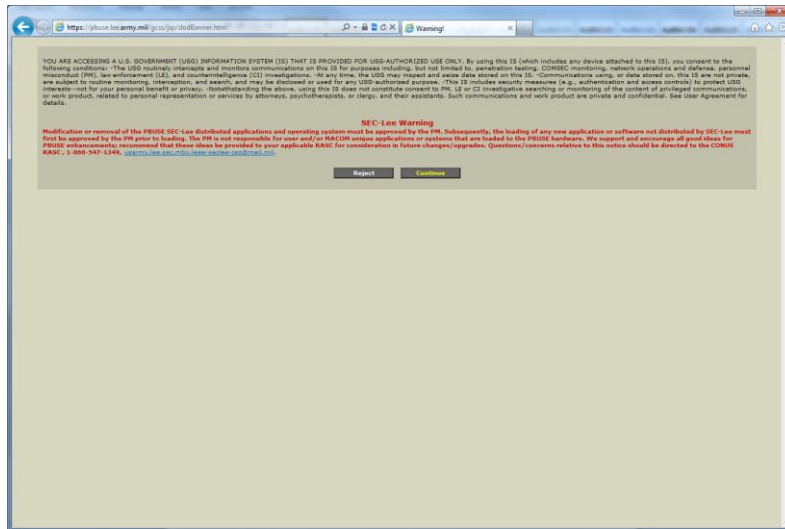 https://pbuse.lee.army.mil/gcss/jsp/dodBanner.htm
Warning!
YOU ARE ACCESSING A U.S. GOVERNMENT (USG) INFORMATION SYSTEM (IS) THAT IS PROVIDED FOR USG-AUTHORIZED USE ONLY. By using this IS (which includes any device attached to this IS), you consent to the
following conditions: -The USG routinely intercepts and monitors communications on this IS for purposes including, but not limited to, penetration testing, COMSEC monitoring, network operations and defense, personnel
misconduct (PM), law enforcement (LE), and counterintelligence (CI) investigations. -At any time, the USG may inspect and seize data stored on this IS. -Communications using, or data stored on, this IS are not private,
are subject to routine monitoring, interception, and search, and may be disclosed or used for any USG-authorized purpose. -This IS includes security measures (e.g., authentication and access controls) to protect USG
interests--not for your personal benefit or privacy. -Notwithstanding the above, using this IS does not constitute consent to PM, LE or CI investigative searching or monitoring of the content of privileged communications,
or work product, related to personal representation or services by attorneys, psychotherapists, or clergy, and their assistants. Such communications and work product are private and confidential. See User Agreement for
details.
SEC-Lee Warning
Modification or removal of the PBUSE SEC-Lee distributed applications and operating system must be approved by the PM. Subsequently, the loading of any new application or software not distributed by SEC-Lee must
first be approved by the PM prior to loading. The PM is not responsible for user and/or MACOM unique applications or systems that are loaded to the PBUSE hardware. We support and encourage all good ideas for
PBUSE enhancements; recommend that these ideas be provided to your applicable RASC for consideration in future changes/upgrades. Questions/concerns relative to this notice should be directed to the CONUS
RASC, 1-866-547-1349,
Reject Continue